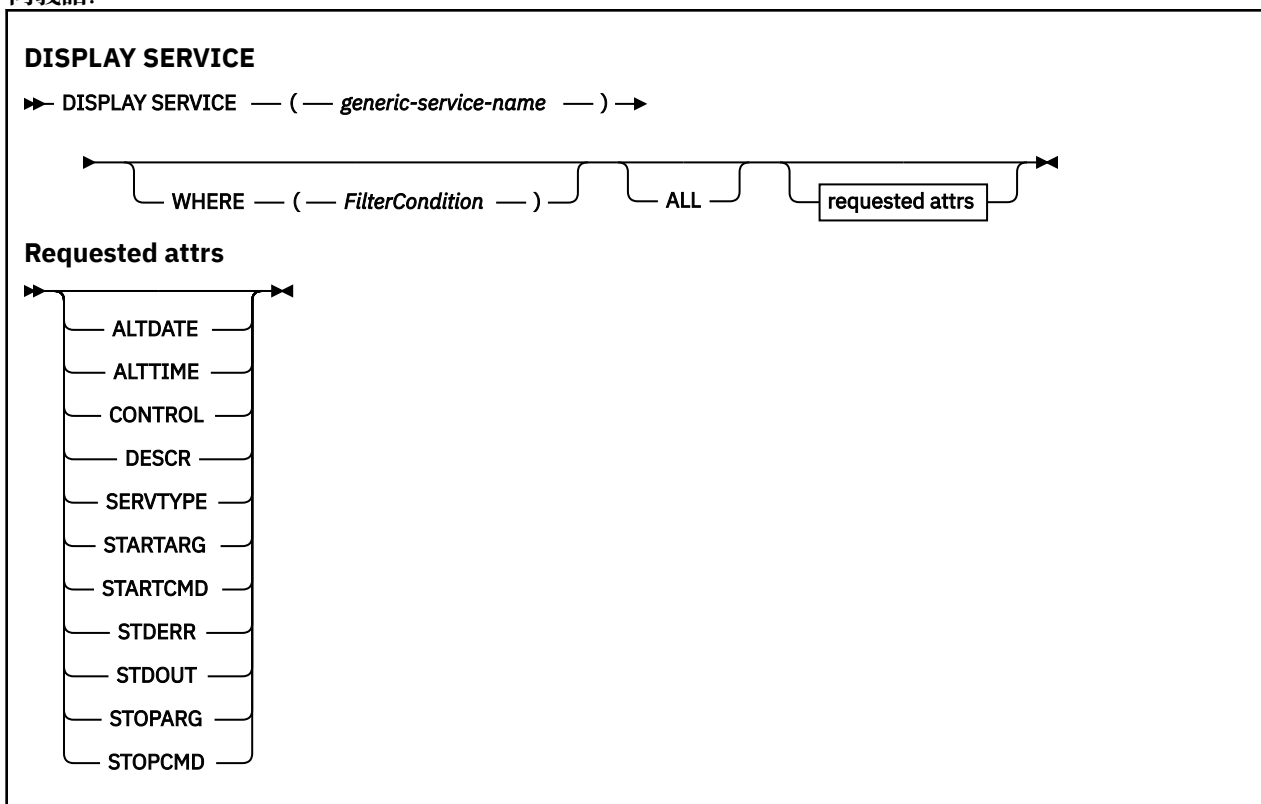 DISPLAY SERVICE
DISPLAY SERVICE ( generic-service-name )
WHERE ( FilterCondition ) ALL requested attrs
Requested attrs
ALTDATE
ALTTIME
CONTROL
DESCR
SERVTYPE
STARTARG
STARTCMD
STDERR
STDOUT
STOPARG
STOPCMD